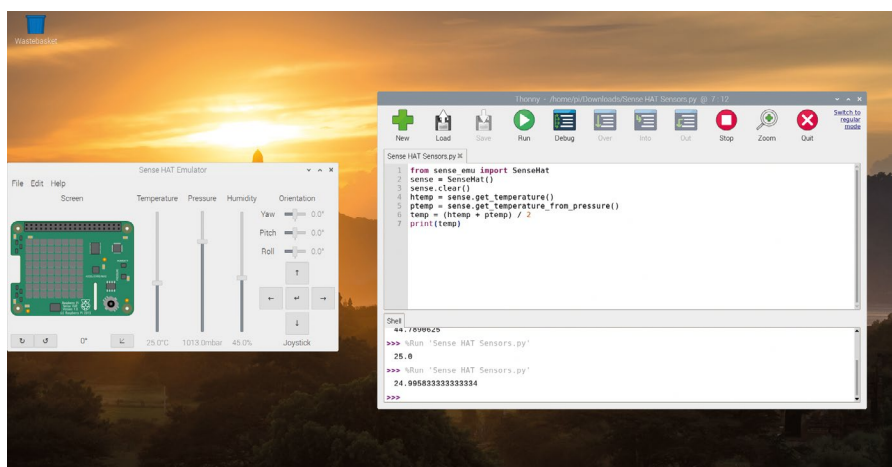 Wastebasket
Sense HAT Emulator
File Edit Help
Screen
Temperature Pressure Humidity Orientation
Yaw 0.0°
Pitch 0.0°
Roll 0.0°
0°
25.0°C 1013.0mbar 45.0% Joystick
Thonny - /home/pi/Downloads/Sense HAT Sensors.py @ 7 : 12
New Load Save Run Debug Over Into Out Stop Zoom Quit
Switch to
regular
mode
Sense HAT Sensors.py
1 from sense_emu import SenseHat
2 sense = SenseHat()
3 sense.clear()
4 htemp = sense.get_temperature()
5 ptemp = sense.get_temperature_from_pressure()
6 temp = (htemp + ptemp) / 2
7 print(temp)
Shell
44.7890625
>>> %Run 'Sense HAT Sensors.py'
25.0
>>> %Run 'Sense HAT Sensors.py'
24.995833333333334
>>>